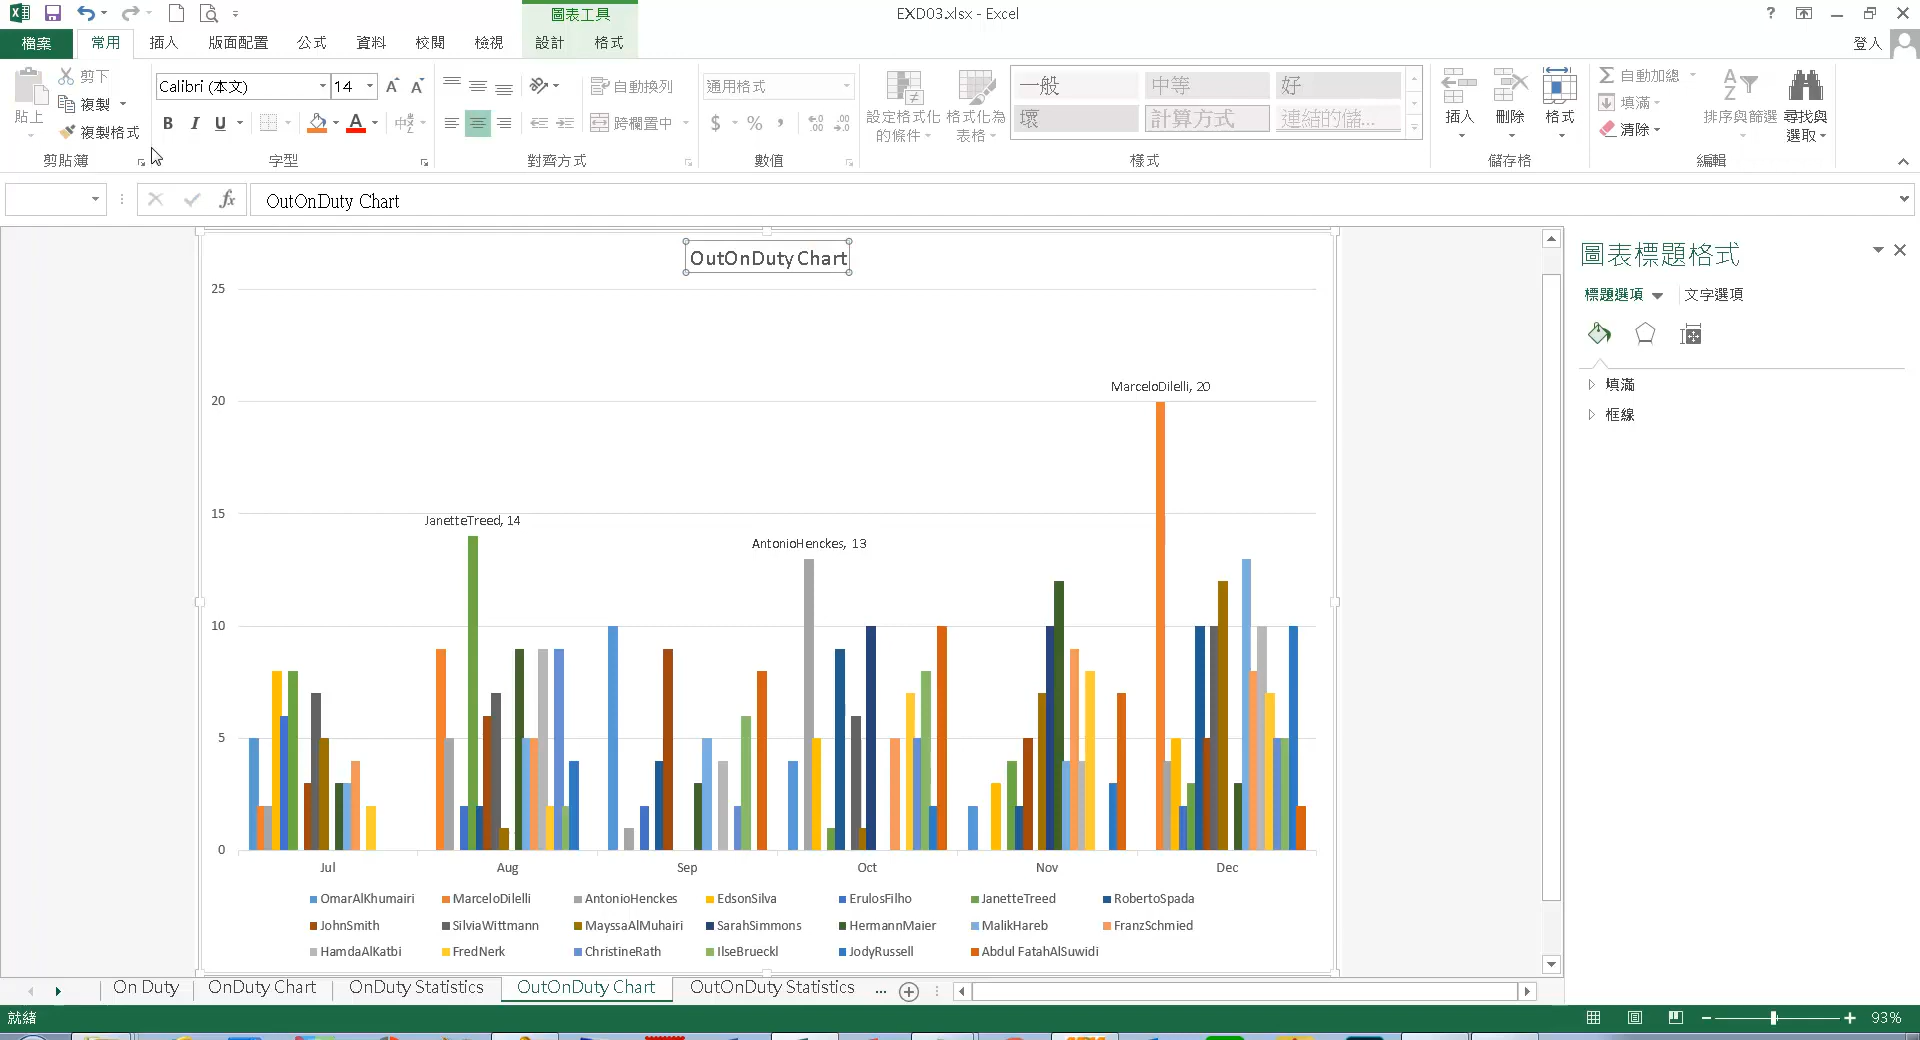 圖表工具
EXD03.xlsx - Excel
?
檔案 常用 插入 版面配置 公式 資料 校閱 檢視 設計 格式 登入
剪下
複製
複製格式
貼上
剪貼簿
Calibri (本文) 14
B I U A
字型
自動換列
跨欄置中
對齊方式
通用格式
$ % ,
數值
設定格式化
的條件
格式化為
表格
一般 中等 好
壞 計算方式 連結的儲...
樣式
插入 刪除 格式
儲存格
Σ 自動加總
填滿
清除
排序與篩選
尋找與
選取
編輯
fx OutOnDuty Chart
OutOnDuty Chart
25
20
15
10
5
0
MarceloDilelli, 20
JanetteTreed, 14
AntonioHenckes, 13
Jul Aug Sep Oct Nov Dec
OmarAlKhumairi MarceloDilelli AntonioHenckes EdsonSilva ErulosFilho JanetteTreed RobertoSpada
JohnSmith SilviaWittmann MayssaAlMuhairi SarahSimmons HermannMaier MalikHareb FranzSchmied
HamdaAlKatbi FredNerk ChristineRath IlseBrueckl JodyRussell Abdul FatahAlSuwidi
圖表標題格式
標題選項 文字選項
填滿
框線
On Duty OnDuty Chart OnDuty Statistics OutOnDuty Chart OutOnDuty Statistics ...
就緒
93%